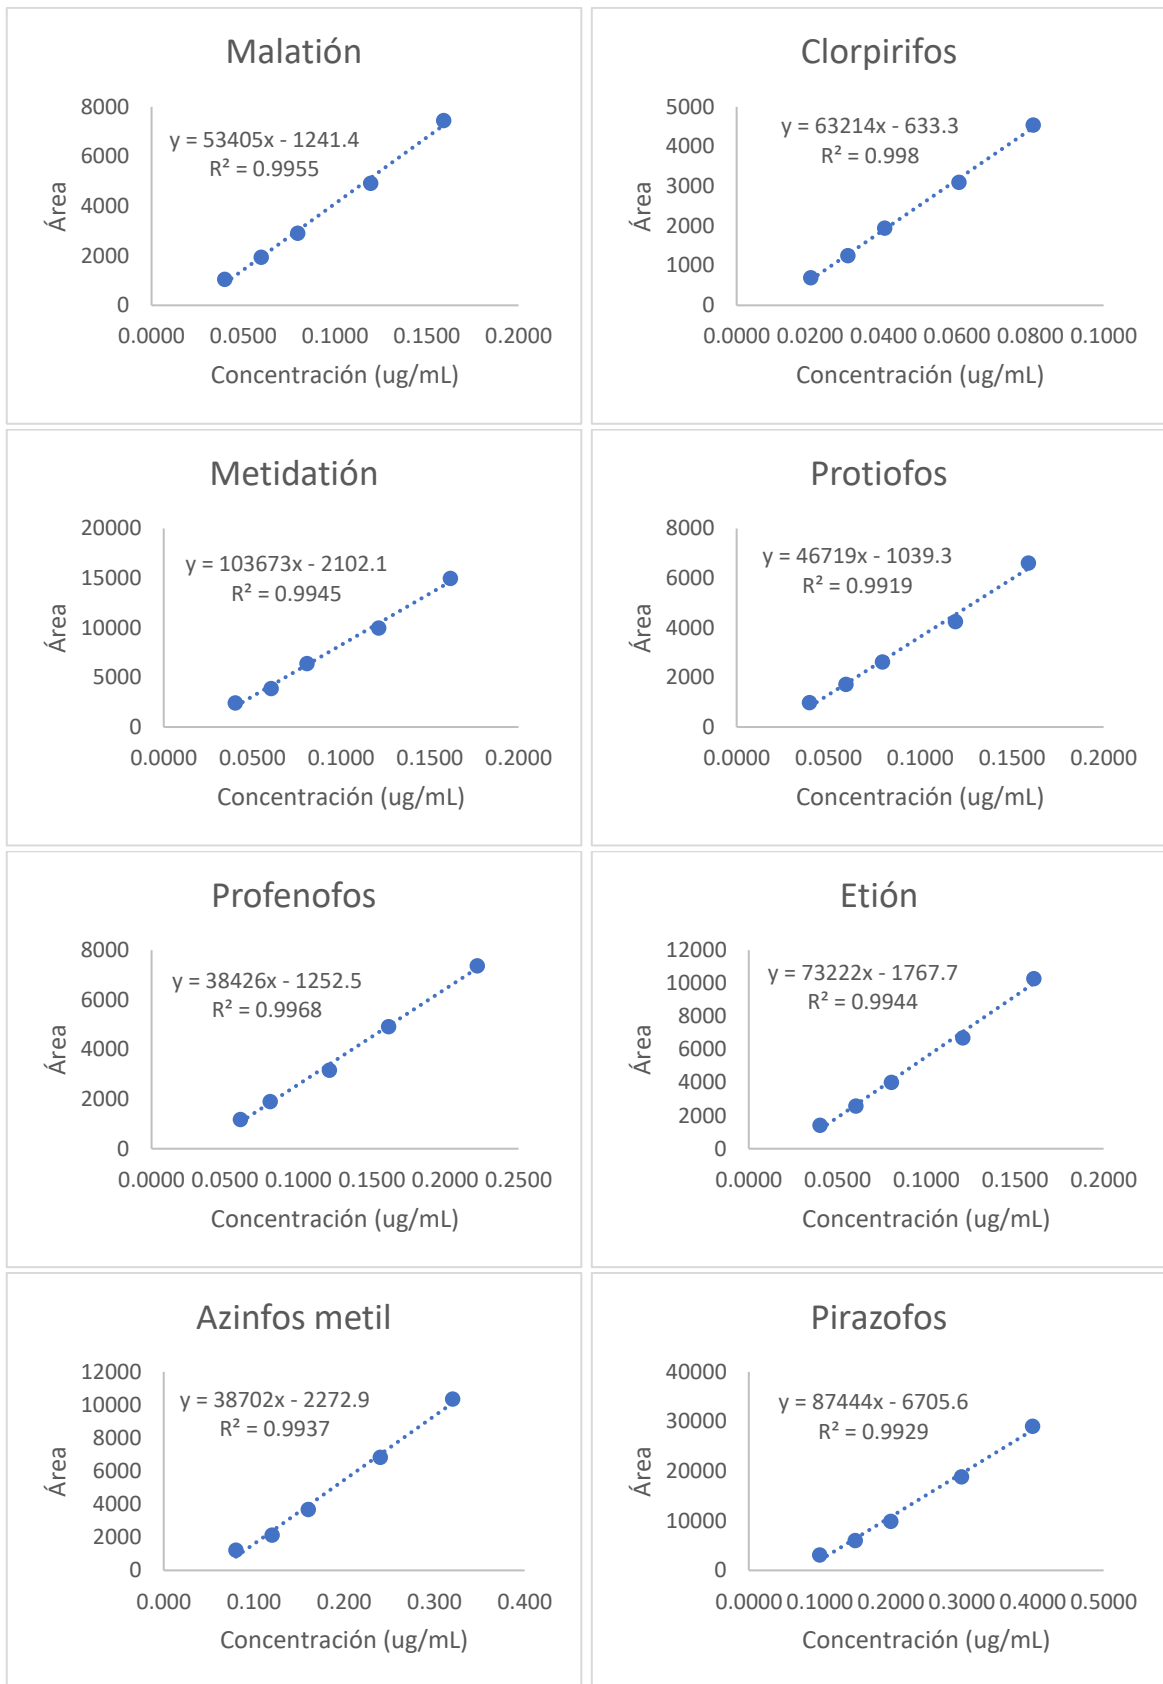 Malatión
8000
6000
4000
2000
0
y = 53405x - 1241.4
R² = 0.9955
Área
0.0000 0.0500 0.1000 0.1500 0.2000
Concentración (ug/mL)
Clorpirifos
5000
4000
3000
2000
1000
0
y = 63214x - 633.3
R² = 0.998
Área
0.0000 0.0200 0.0400 0.0600 0.0800 0.1000
Concentración (ug/mL)
Metidatión
20000
15000
10000
5000
0
y = 103673x - 2102.1
R² = 0.9945
Área
0.0000 0.0500 0.1000 0.1500 0.2000
Concentración (ug/mL)
Protiofos
8000
6000
4000
2000
0
y = 46719x - 1039.3
R² = 0.9919
Área
0.0000 0.0500 0.1000 0.1500 0.2000
Concentración (ug/mL)
Profenofos
8000
6000
4000
2000
0
y = 38426x - 1252.5
R² = 0.9968
Área
0.0000 0.0500 0.1000 0.1500 0.2000 0.2500
Concentración (ug/mL)
Etión
12000
10000
8000
6000
4000
2000
0
y = 73222x - 1767.7
R² = 0.9944
Área
0.0000 0.0500 0.1000 0.1500 0.2000
Concentración (ug/mL)
Azinfos metil
12000
10000
8000
6000
4000
2000
0
y = 38702x - 2272.9
R² = 0.9937
Área
0.000 0.100 0.200 0.300 0.400
Concentración (ug/mL)
Pirazofos
40000
30000
20000
10000
0
y = 87444x - 6705.6
R² = 0.9929
Área
0.0000 0.1000 0.2000 0.3000 0.4000 0.5000
Concentración (ug/mL)